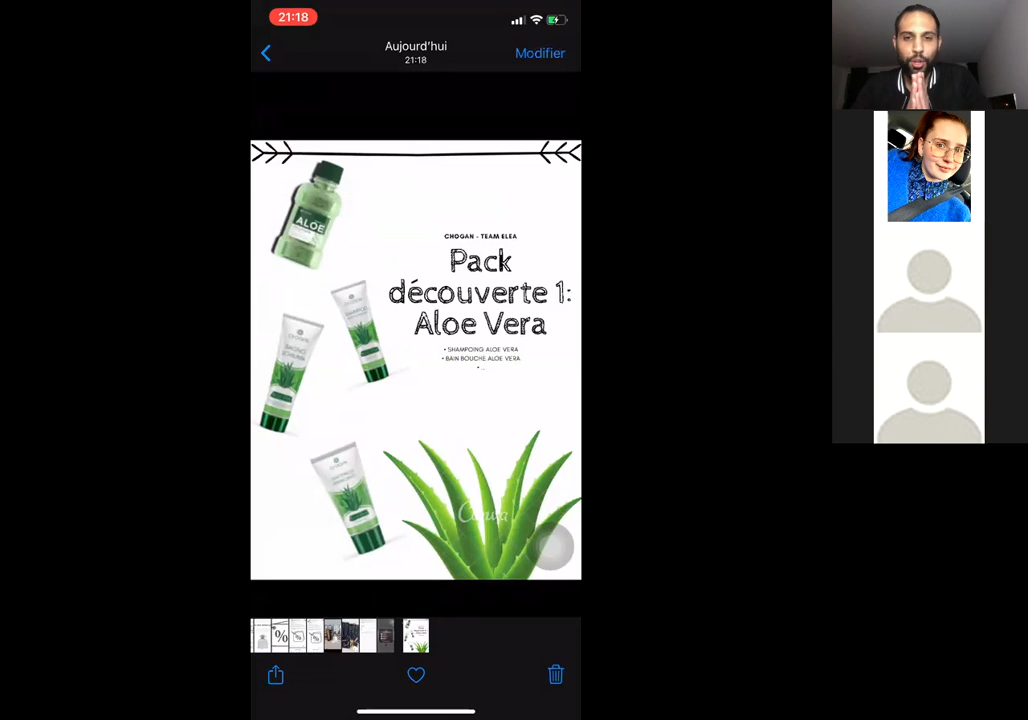 21:18
Aujourd'hui
21:18
Modifier
ALOE
CHOGAN - TEAM ELEA
Pack
découverte 1:
Aloe Vera
• SHAMPOING ALOE VERA
• BAIN BOUCHE ALOE VERA
• ..
Canva
%